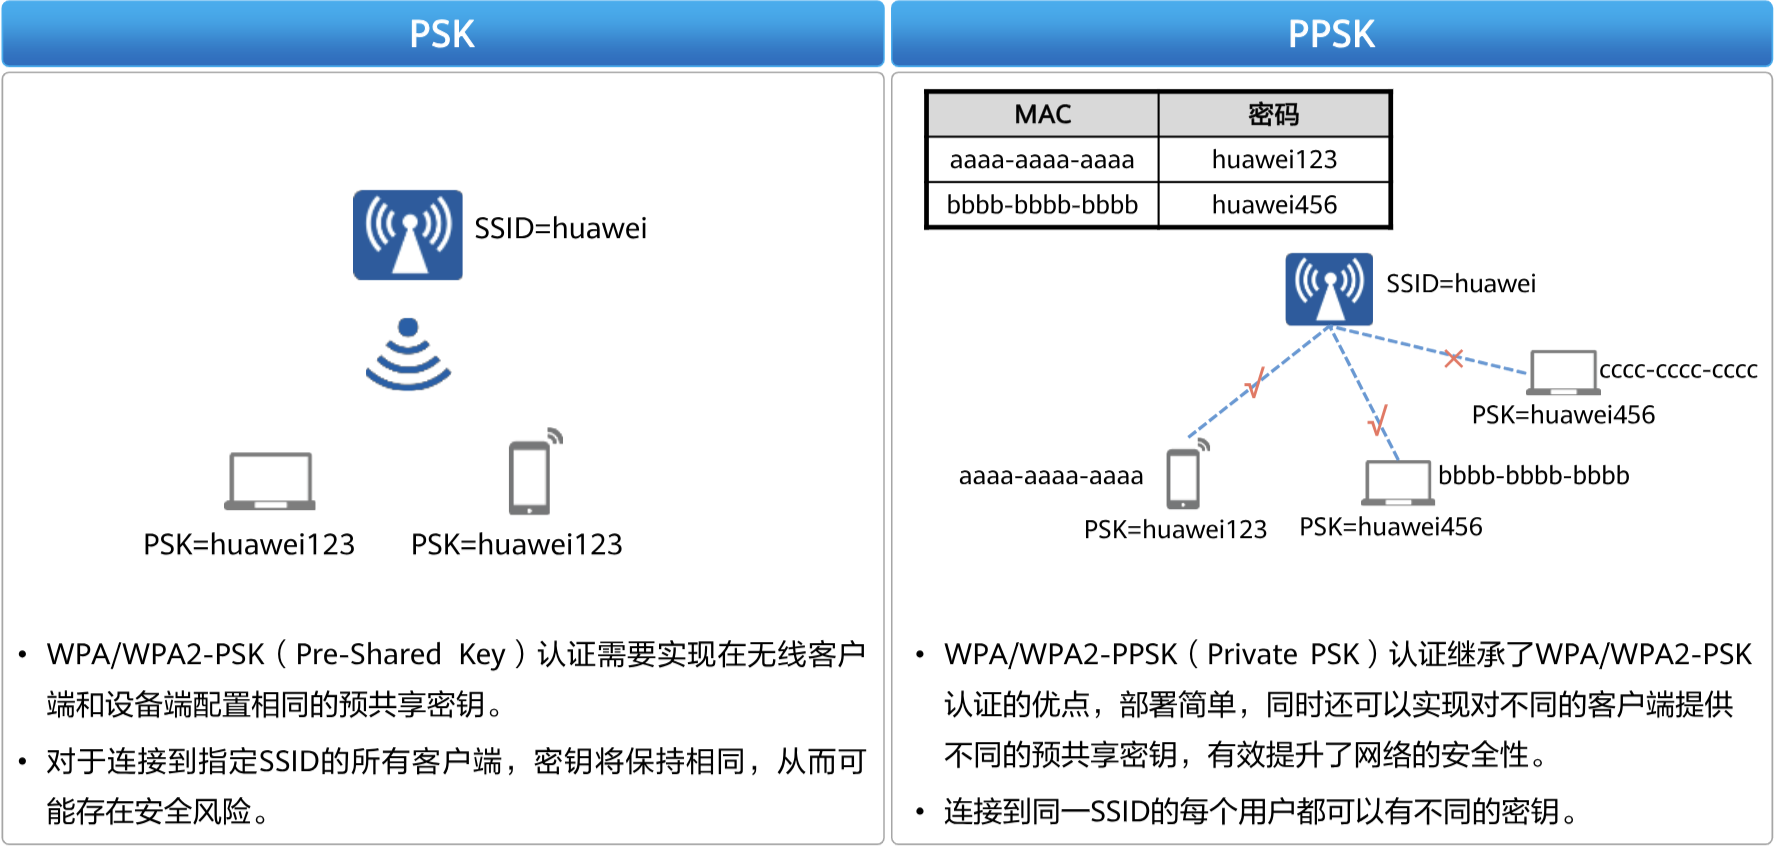 PSK
SSID=huawei
PSK=huawei123
PSK=huawei123
• WPA/WPA2-PSK（Pre-Shared Key）认证需要实现在无线客户
端和设备端配置相同的预共享密钥。
• 对于连接到指定SSID的所有客户端，密钥将保持相同，从而可
能存在安全风险。
PPSK
MAC 密码
aaaa-aaaa-aaaa huawei123
bbbb-bbbb-bbbb huawei456
SSID=huawei
cccc-cccc-cccc
PSK=huawei456
aaaa-aaaa-aaaa
PSK=huawei123
bbbb-bbbb-bbbb
PSK=huawei456
• WPA/WPA2-PPSK（Private PSK）认证继承了WPA/WPA2-PSK
认证的优点，部署简单，同时还可以实现对不同的客户端提供
不同的预共享密钥，有效提升了网络的安全性。
• 连接到同一SSID的每个用户都可以有不同的密钥。